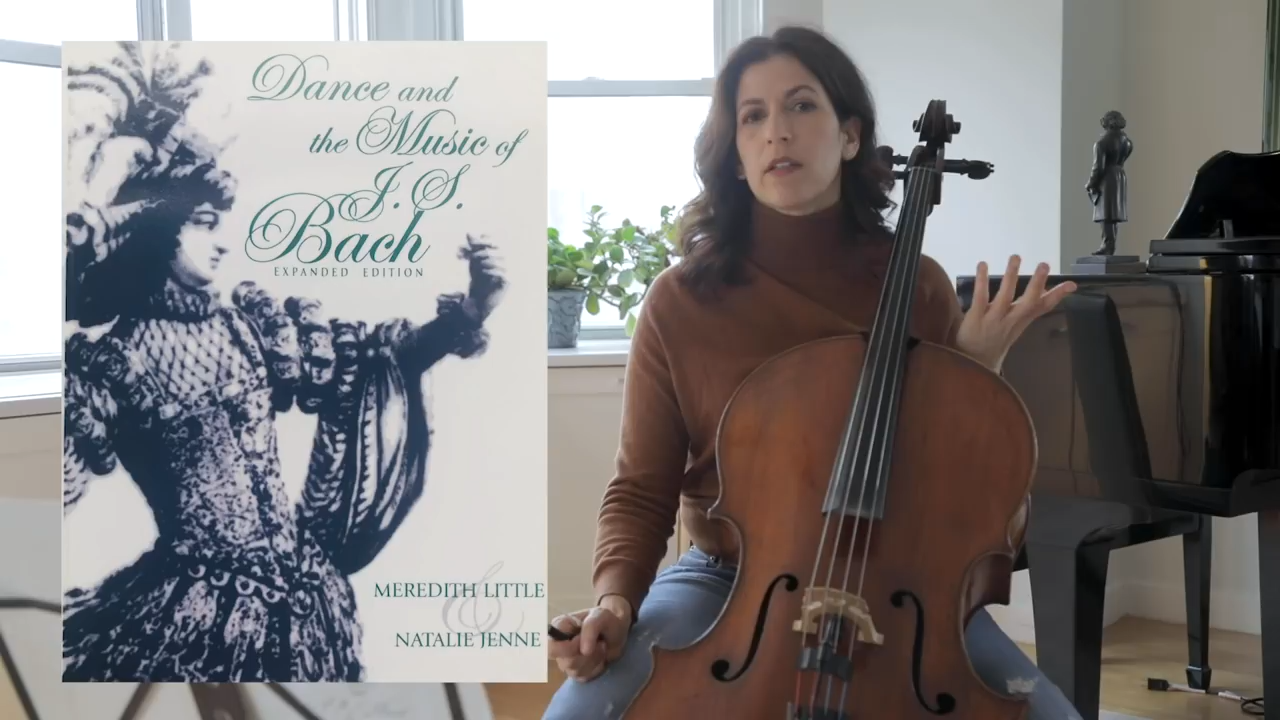 Dance and
the Music of
J. S.
Bach
EXPANDED EDITION
MEREDITH LITTLE
&
NATALIE JENNE